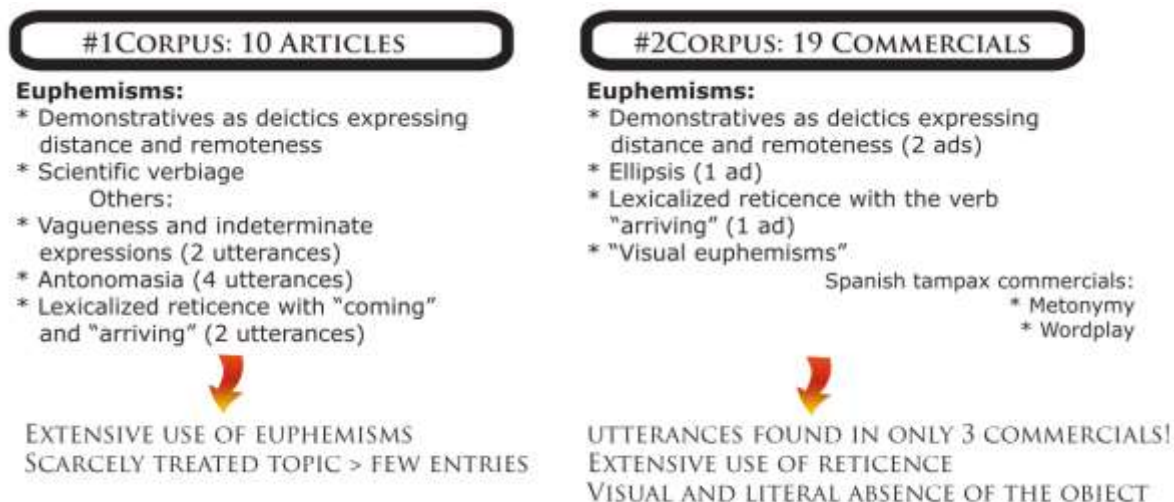 #1CORPUS: 10 ARTICLES
Euphemisms:
* Demonstratives as deictics expressing
distance and remoteness
* Scientific verbiage
Others:
* Vagueness and indeterminate
expressions (2 utterances)
* Antonomasia (4 utterances)
* Lexicalized reticence with “coming”
and “arriving” (2 utterances)
EXTENSIVE USE OF EUPHEMISMS
SCARCELY TREATED TOPIC > FEW ENTRIES
#2CORPUS: 19 COMMERCIALS
Euphemisms:
* Demonstratives as deictics expressing
distance and remoteness (2 ads)
* Ellipsis (1 ad)
* Lexicalized reticence with the verb
“arriving” (1 ad)
* “Visual euphemisms”
Spanish tampax commercials:
* Metonymy
* Wordplay
UTTERANCES FOUND IN ONLY 3 COMMERCIALS!
EXTENSIVE USE OF RETICENCE
VISUAL AND LITERAL ABSENCE OF THE OBJECT